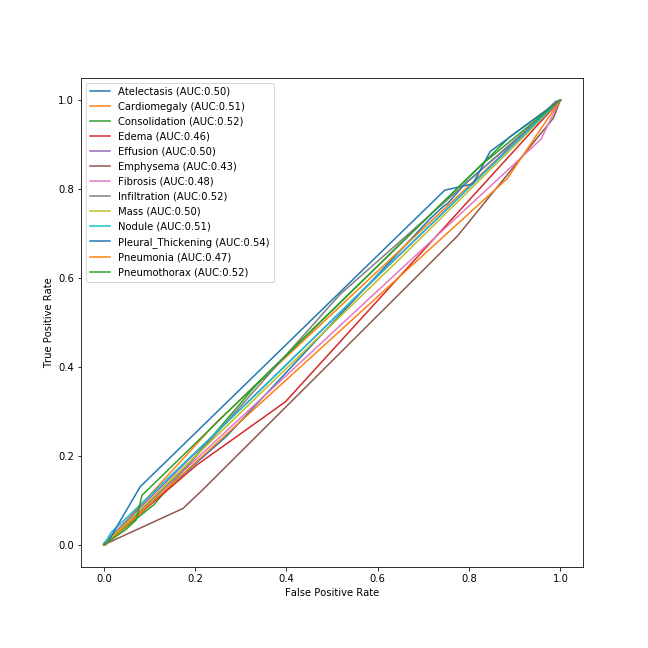 Atelectasis (AUC:0.50)
Cardiomegaly (AUC:0.51)
Consolidation (AUC:0.52)
Edema (AUC:0.46)
Effusion (AUC:0.50)
Emphysema (AUC:0.43)
Fibrosis (AUC:0.48)
Infiltration (AUC:0.52)
Mass (AUC:0.50)
Nodule (AUC:0.51)
Pleural_Thickening (AUC:0.54)
Pneumonia (AUC:0.47)
Pneumothorax (AUC:0.52)
True Positive Rate
1.0
0.8
0.6
0.4
0.2
0.0
0.0 0.2 0.4 0.6 0.8 1.0
False Positive Rate